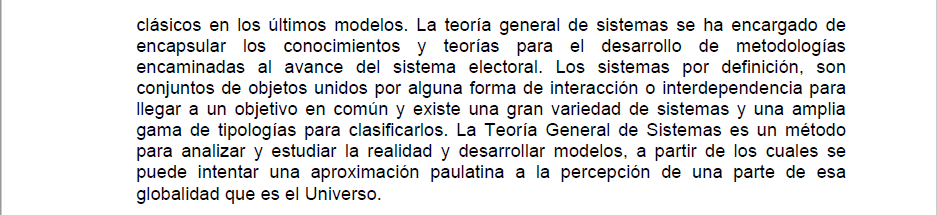 clásicos en los últimos modelos. La teoría general de sistemas se ha encargado de
encapsular los conocimientos y teorías para el desarrollo de metodologías
encaminadas al avance del sistema electoral. Los sistemas por definición, son
conjuntos de objetos unidos por alguna forma de interacción o interdependencia para
llegar a un objetivo en común y existe una gran variedad de sistemas y una amplia
gama de tipologías para clasificarlos. La Teoría General de Sistemas es un método
para analizar y estudiar la realidad y desarrollar modelos, a partir de los cuales se
puede intentar una aproximación paulatina a la percepción de una parte de esa
globalidad que es el Universo.